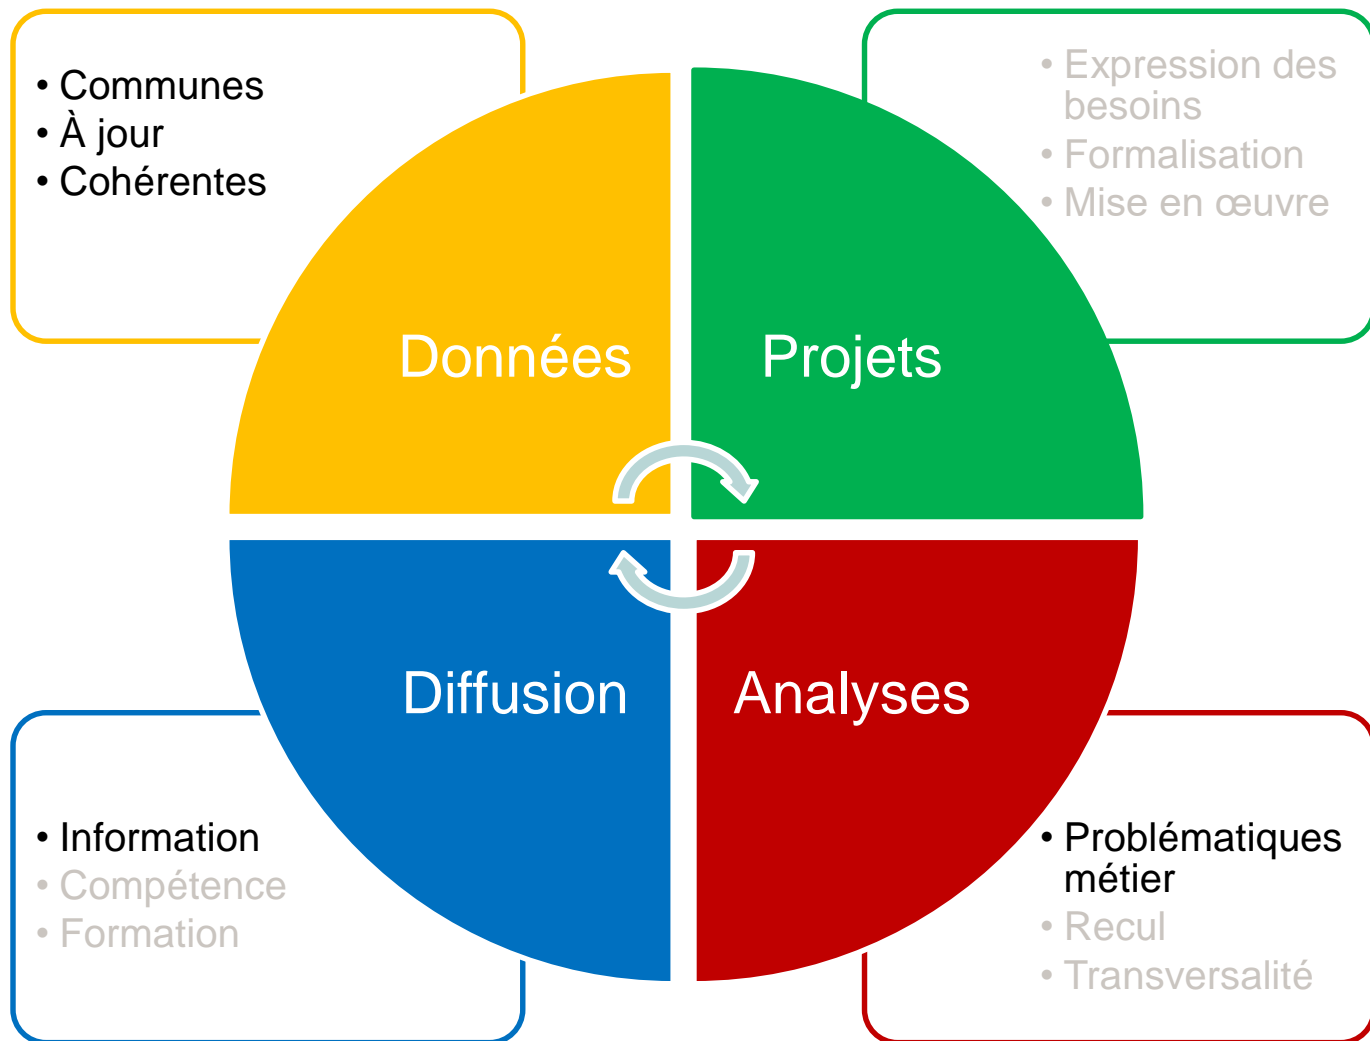 • Communes
• À jour
• Cohérentes
• Expression des
besoins
• Formalisation
• Mise en œuvre
Données
Projets
Diffusion
Analyses
• Information
• Compétence
• Formation
• Problématiques
métier
• Recul
• Transversalité